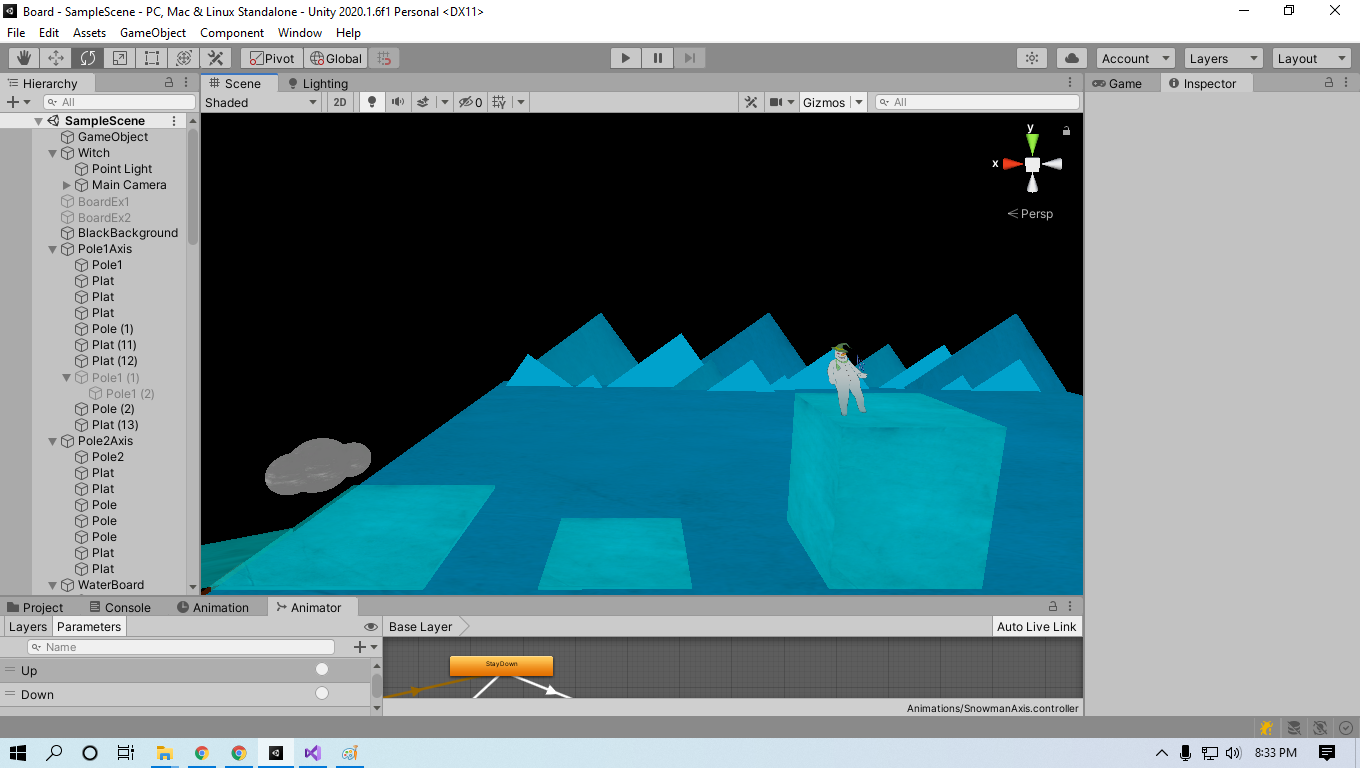 Board - SampleScene - PC, Mac & Linux Standalone - Unity 2020.1.6f1 Personal <DX11>
File Edit Assets GameObject Component Window Help
Pivot Global Account Layers Layout
Hierarchy Scene Lighting Game Inspector
All Shaded 2D 0 Gizmos All
SampleScene
GameObject
Witch
Point Light
Main Camera
BoardEx1
BoardEx2
BlackBackground
Pole1Axis
Pole1
Plat
Plat
Plat
Pole (1)
Plat (11)
Plat (12)
Pole1 (1)
Pole1 (2)
Pole (2)
Plat (13)
Pole2Axis
Pole2
Plat
Plat
Pole
Pole
Pole
Plat
Plat
WaterBoard
y
x
Persp
Project Console Animation Animator
Layers Parameters Base Layer Auto Live Link
Name
Up
Down
StayDown
Animations/SnowmanAxis.controller
8:33 PM